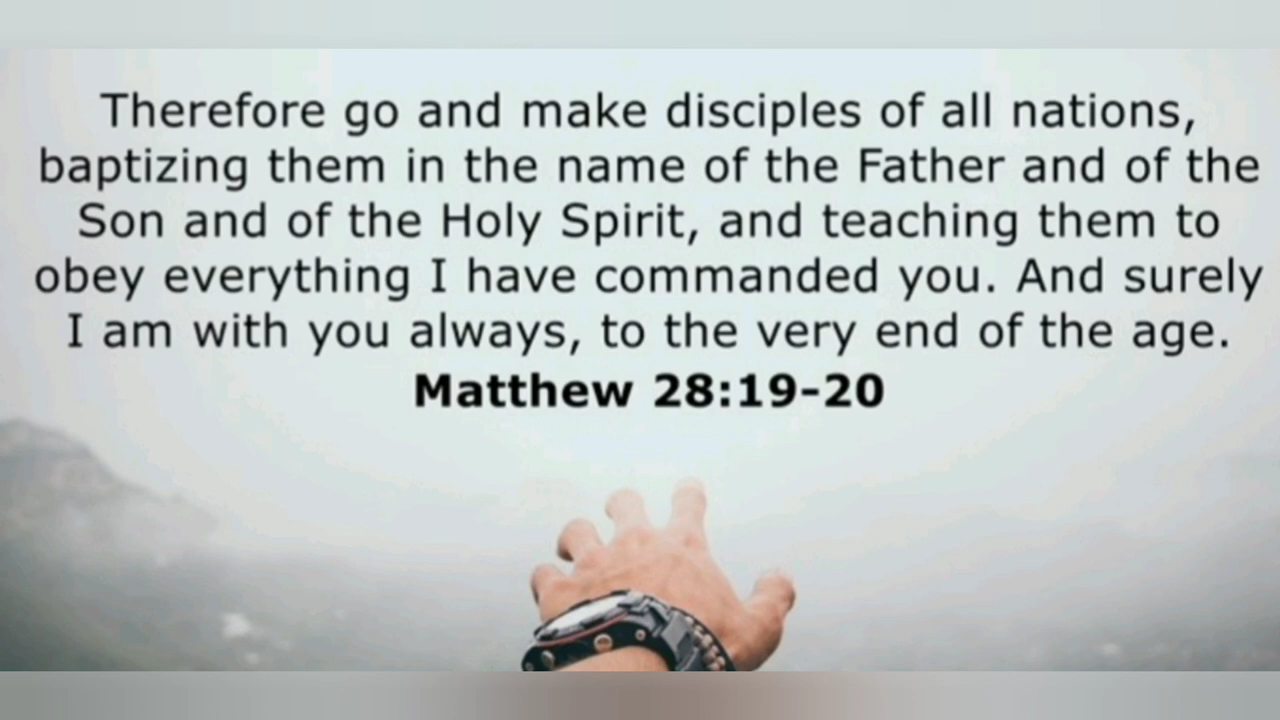 Therefore go and make disciples of all nations,
baptizing them in the name of the Father and of the
Son and of the Holy Spirit, and teaching them to
obey everything I have commanded you. And surely
I am with you always, to the very end of the age.
Matthew 28:19-20